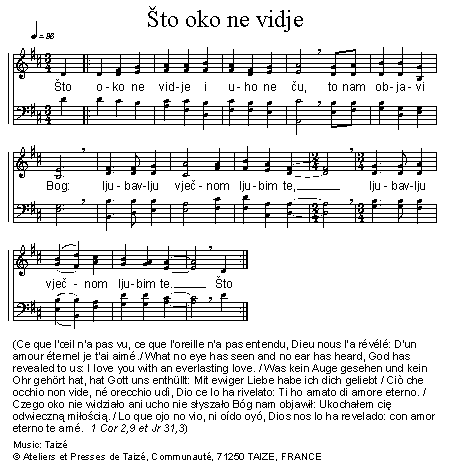 Što oko ne vidje
= 96
Što o-ko ne vid-je i u-ho ne ču, to nam ob-ja-vi
Bog: lju-bav-lju vječ-nom lju-bim te, lju-bav-lju
vječ - nom lju-bim te. Što
(Ce que l'œil n'a pas vu, ce que l'oreille n'a pas entendu, Dieu nous l'a révélé: D'un
amour éternel je t'ai aimé. / What no eye has seen and no ear has heard, God has
revealed to us: I love you with an everlasting love. / Was kein Auge gesehen und kein
Ohr gehört hat, hat Gott uns enthüllt: Mit ewiger Liebe habe ich dich geliebt / Ciò che
occhio non vide, né orecchio udì, Dio ce lo ha rivelato: Ti ho amato di amore eterno. /
Czego oko nie widziało ani ucho nie słyszało Bóg nam objawił: Ukochałem cię
odwieczną miłością. / Lo que ojo no vio, ni oído oyó, Dios nos lo ha revelado: con amor
eterno te amé. 1 Cor 2,9 et Jr 31,3)
Music: Taizé
© Ateliers et Presses de Taizé, Communauté, 71250 TAIZE, FRANCE